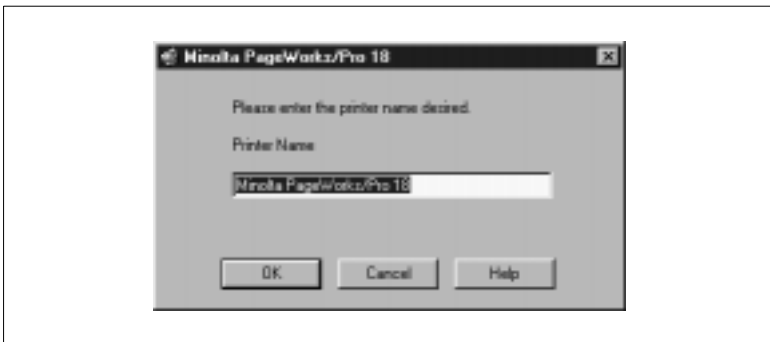 Minolta PageWorks/Pro 18
Please enter the printer name desired.
Printer Name
Minolta PageWorks/Pro 18
OK Cancel Help